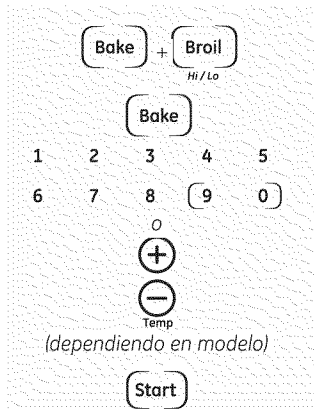 Bake + Broil
Hi / Lo
Bake
1 2 3 4 5
6 7 8 9 0
O
+
−
Temp
(dependiendo en modelo)
Start